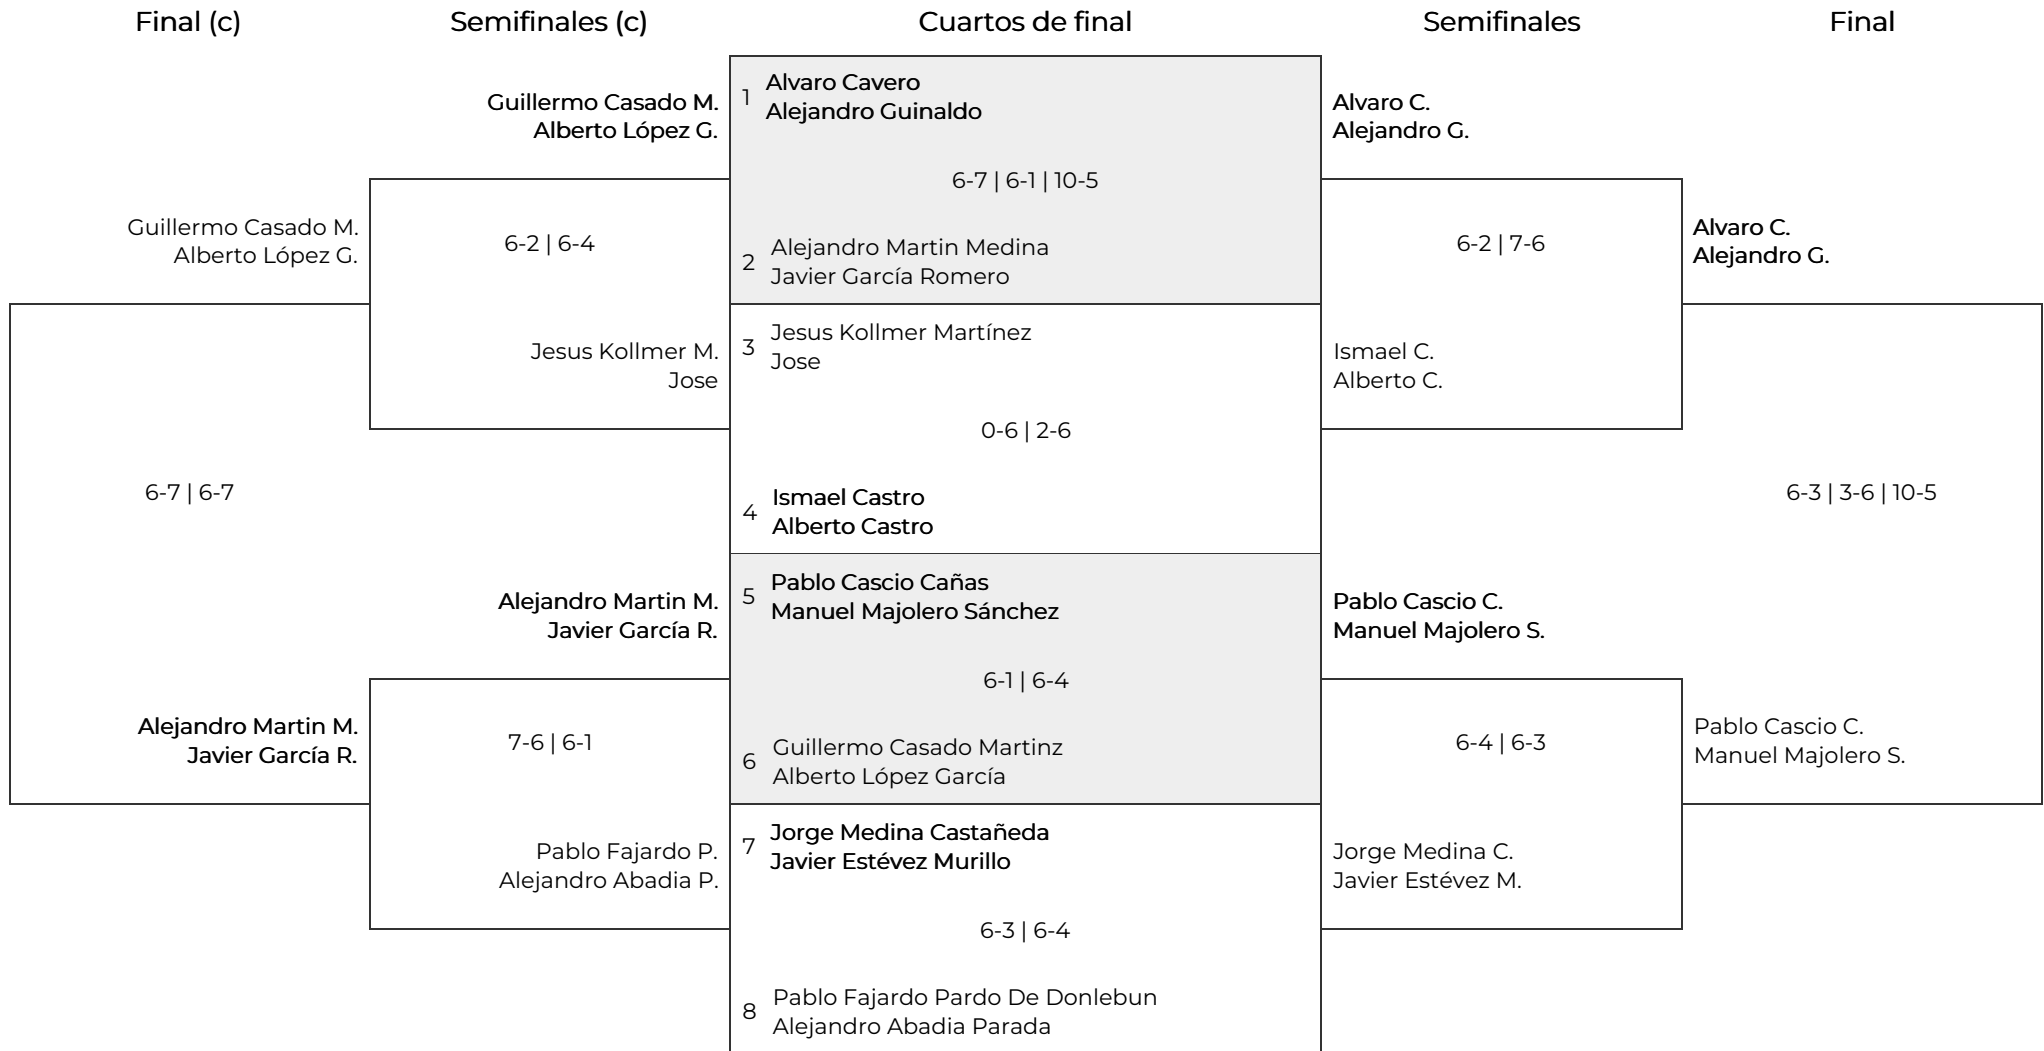 Final (c)
Semifinales (c)
Cuartos de final
Semifinales
Final
Guillermo Casado M.
Alberto López G.
6-2 | 6-4
Jesus Kollmer M.
Jose
Alejandro Martin M.
Javier García R.
7-6 | 6-1
Pablo Fajardo P.
Alejandro Abadia P.
Guillermo Casado M.
Alberto López G.
6-7 | 6-7
Alejandro Martin M.
Javier García R.
1
Alvaro Cavero
Alejandro Guinaldo
6-7 | 6-1 | 10-5
2
Alejandro Martin Medina
Javier García Romero
3
Jesus Kollmer Martínez
Jose
0-6 | 2-6
4
Ismael Castro
Alberto Castro
5
Pablo Cascio Cañas
Manuel Majolero Sánchez
6-1 | 6-4
6
Guillermo Casado Martinz
Alberto López García
7
Jorge Medina Castañeda
Javier Estévez Murillo
6-3 | 6-4
8
Pablo Fajardo Pardo De Donlebun
Alejandro Abadia Parada
Alvaro C.
Alejandro G.
6-2 | 7-6
Ismael C.
Alberto C.
Pablo Cascio C.
Manuel Majolero S.
6-4 | 6-3
Jorge Medina C.
Javier Estévez M.
Alvaro C.
Alejandro G.
6-3 | 3-6 | 10-5
Pablo Cascio C.
Manuel Majolero S.